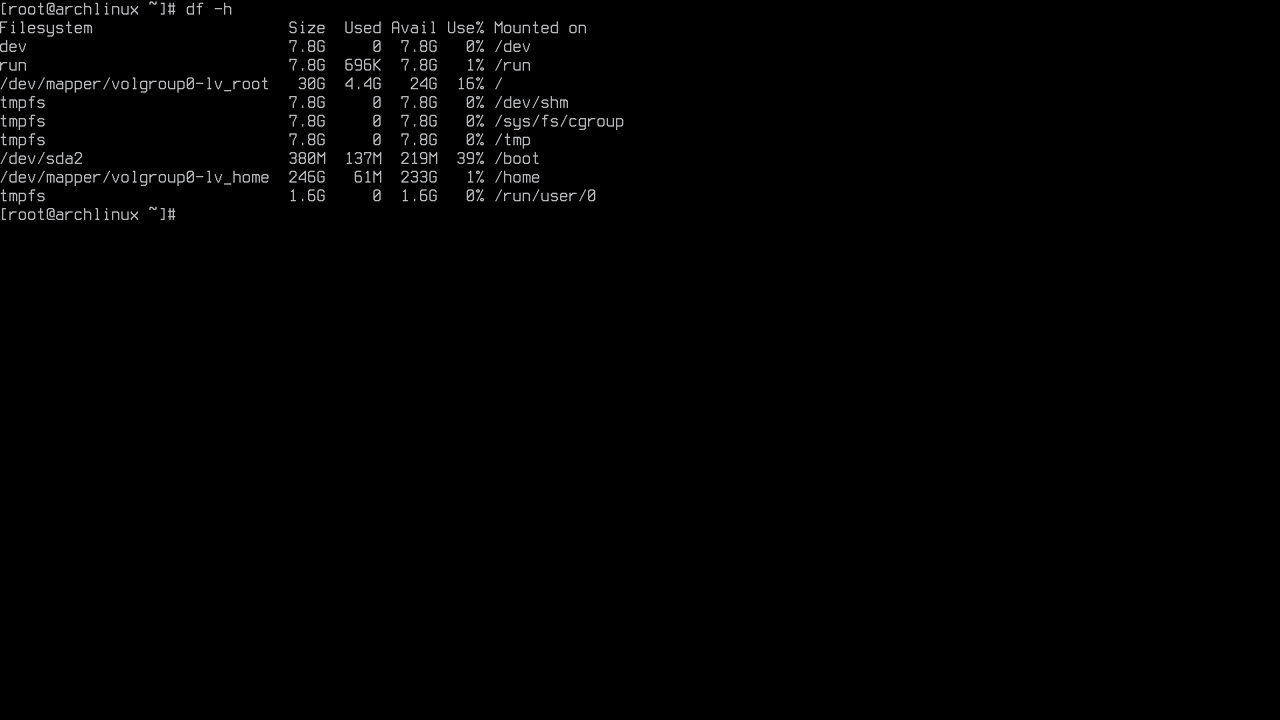 [root@archlinux ~]# df -h
Filesystem                      Size  Used Avail Use% Mounted on
dev                             7.8G     0  7.8G   0% /dev
run                             7.8G  696K  7.8G   1% /run
/dev/mapper/volgroup0-lv_root    30G  4.4G   24G  16% /
tmpfs                           7.8G     0  7.8G   0% /dev/shm
tmpfs                           7.8G     0  7.8G   0% /sys/fs/cgroup
tmpfs                           7.8G     0  7.8G   0% /tmp
/dev/sda2                       380M  137M  219M  39% /boot
/dev/mapper/volgroup0-lv_home   246G   61M  233G   1% /home
tmpfs                           1.6G     0  1.6G   0% /run/user/0
[root@archlinux ~]#